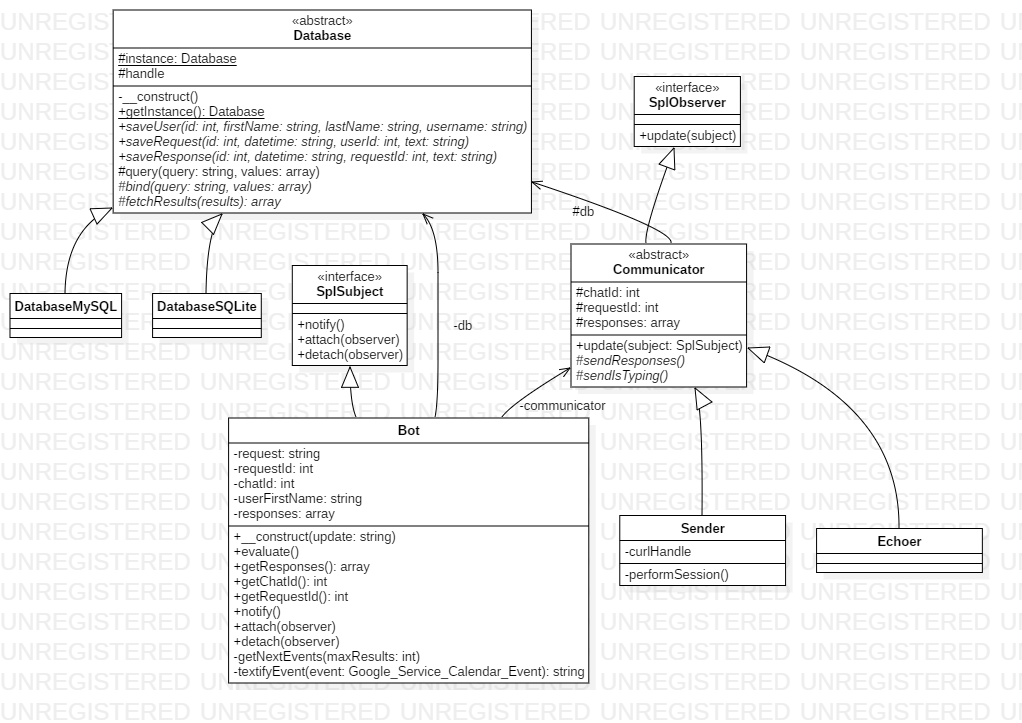 «abstract»
Database
#instance: Database
#handle
-__construct()
+getInstance(): Database
+saveUser(id: int, firstName: string, lastName: string, username: string)
+saveRequest(id: int, datetime: string, userId: int, text: string)
+saveResponse(id: int, datetime: string, requestId: int, text: string)
#query(query: string, values: array)
#bind(query: string, values: array)
#fetchResults(results): array
«interface»
SplObserver
+update(subject)
#db
DatabaseMySQL
DatabaseSQLite
«interface»
SplSubject
+notify()
+attach(observer)
+detach(observer)
-db
«abstract»
Communicator
#chatId: int
#requestId: int
#responses: array
+update(subject: SplSubject)
#sendResponses()
#sendIsTyping()
-communicator
Bot
-request: string
-requestId: int
-chatId: int
-userFirstName: string
-responses: array
+__construct(update: string)
+evaluate()
+getResponses(): array
+getChatId(): int
+getRequestId(): int
+notify()
+attach(observer)
+detach(observer)
-getNextEvents(maxResults: int)
-textifyEvent(event: Google_Service_Calendar_Event): string
Sender
-curlHandle
-performSession()
Echoer
UNREGISTERED